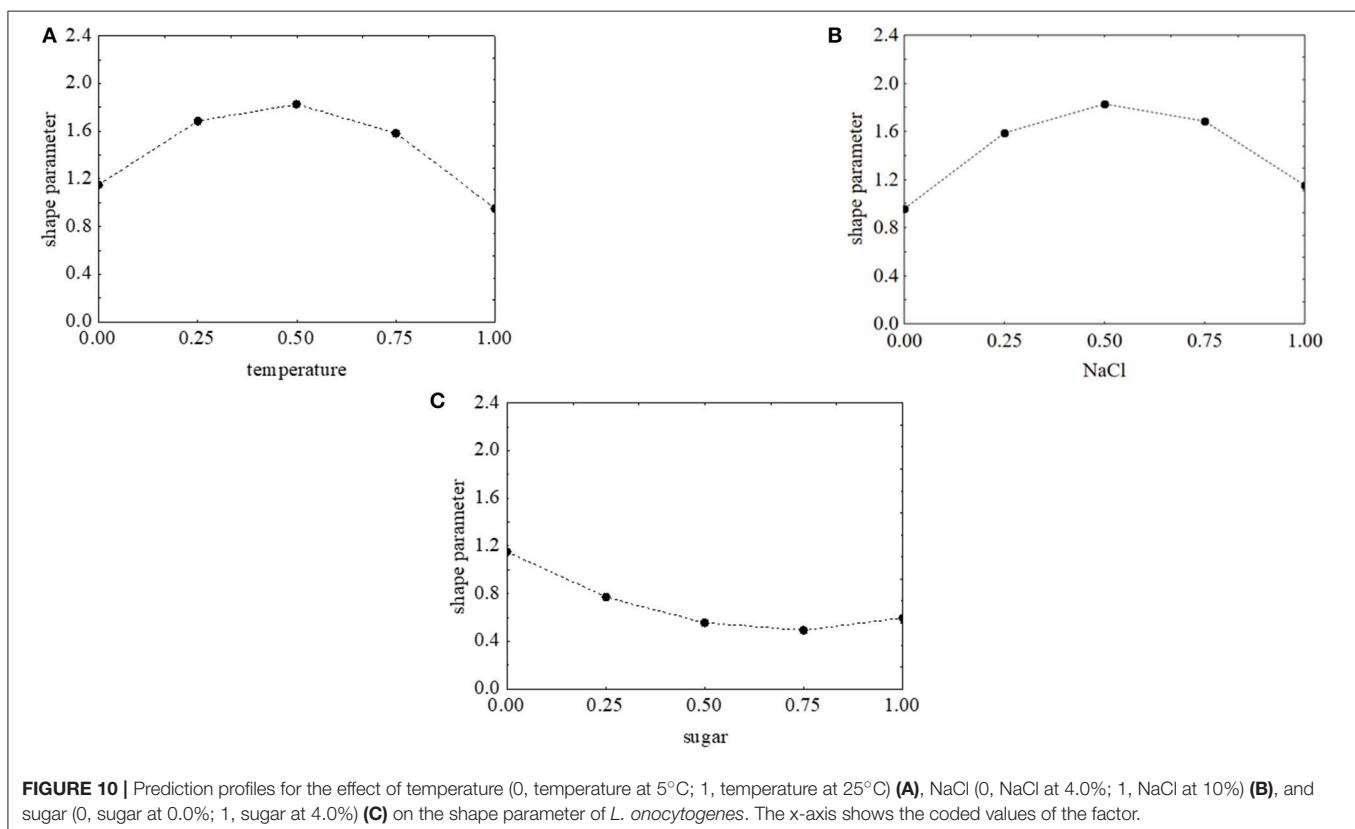 A
2.4
2.0
1.6
1.2
0.8
0.4
0.0
shape parameter
0.00 0.25 0.50 0.75 1.00
temperature
B
2.4
2.0
1.6
1.2
0.8
0.4
0.0
shape parameter
0.00 0.25 0.50 0.75 1.00
NaCl
C
2.4
2.0
1.6
1.2
0.8
0.4
0.0
shape parameter
0.00 0.25 0.50 0.75 1.00
sugar
FIGURE 10 | Prediction profiles for the effect of temperature (0, temperature at 5°C; 1, temperature at 25°C) (A), NaCl (0, NaCl at 4.0%; 1, NaCl at 10%) (B), and
sugar (0, sugar at 0.0%; 1, sugar at 4.0%) (C) on the shape parameter of L. onocytogenes. The x-axis shows the coded values of the factor.